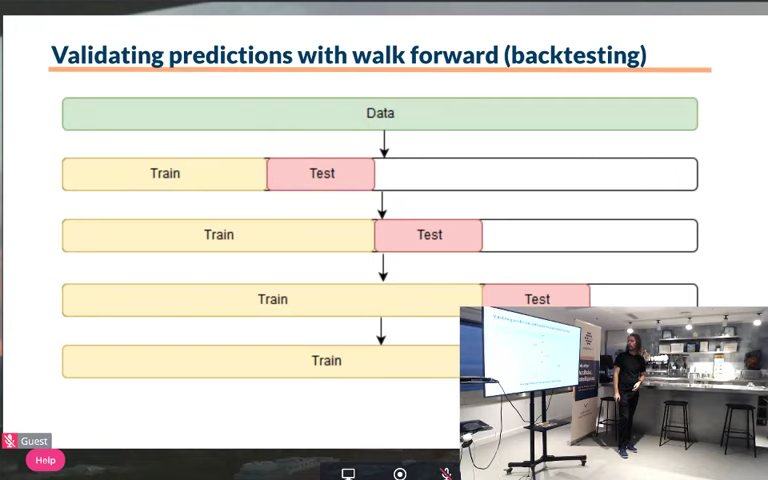 Validating predictions with walk forward (backtesting)
Data
Train Test
Train Test
Train Test
Train
Guest
Help